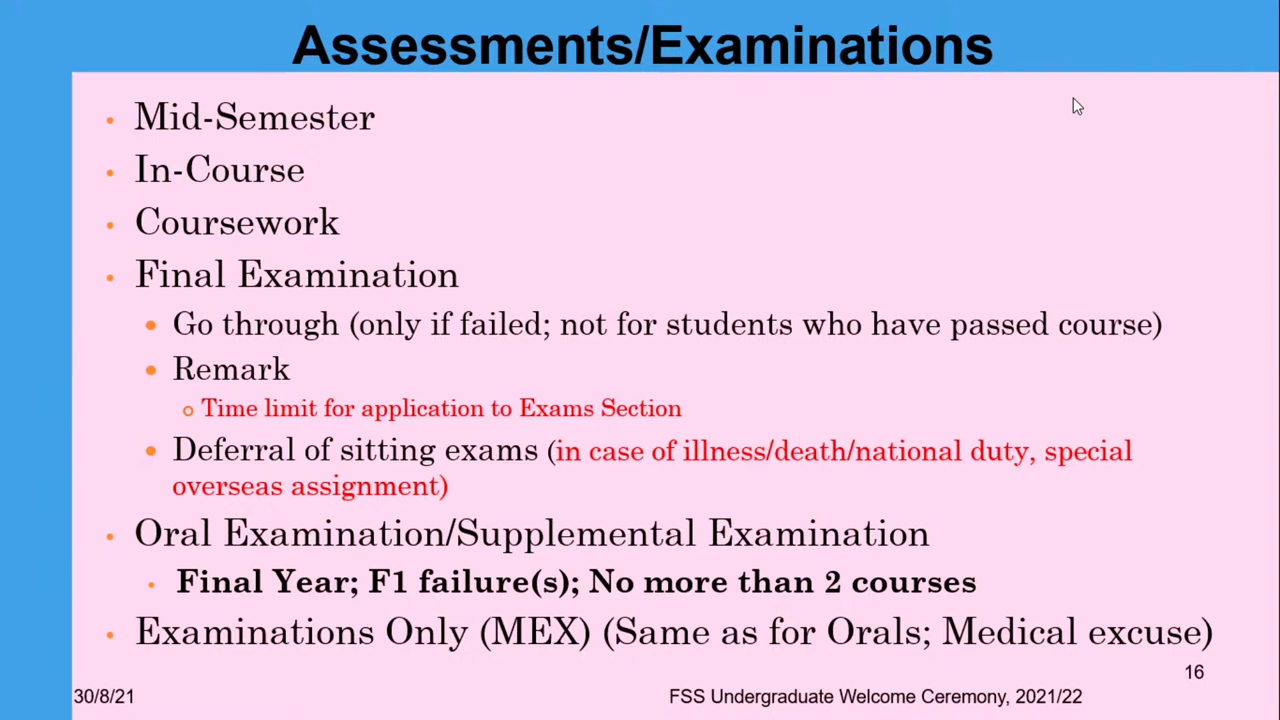 Assessments/Examinations
• Mid-Semester
• In-Course
• Coursework
• Final Examination
• Go through (only if failed; not for students who have passed course)
• Remark
○ Time limit for application to Exams Section
• Deferral of sitting exams (in case of illness/death/national duty, special
overseas assignment)
• Oral Examination/Supplemental Examination
• Final Year; F1 failure(s); No more than 2 courses
• Examinations Only (MEX) (Same as for Orals; Medical excuse)
16
30/8/21
FSS Undergraduate Welcome Ceremony, 2021/22